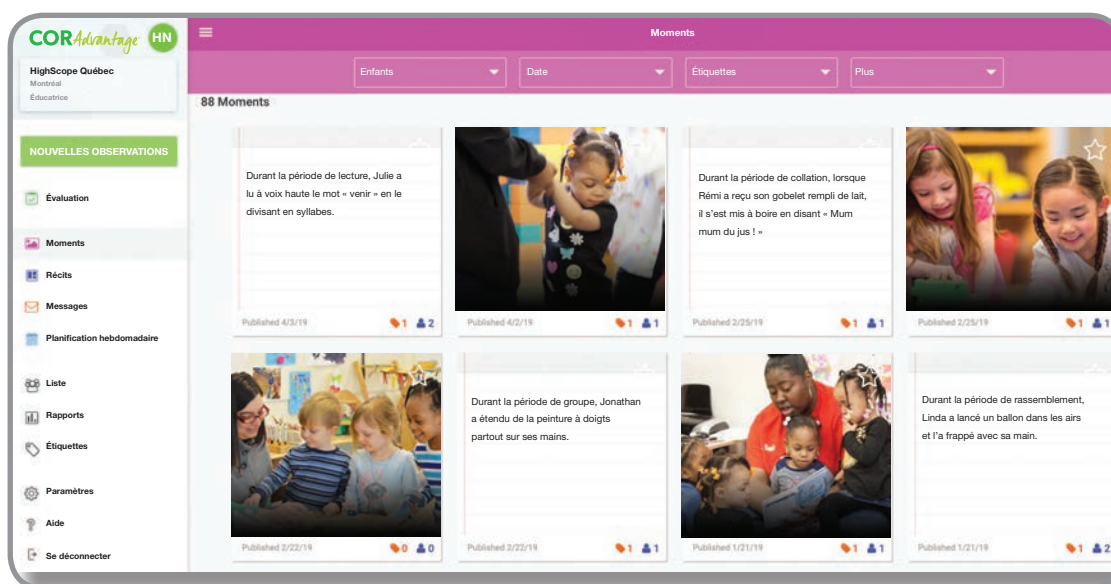 COR Advantage
HN
HighScope Québec
Montréal
Éducatrice
NOUVELLES OBSERVATIONS
Évaluation
Moments
Récits
Messages
Planification hebdomadaire
Liste
Rapports
Étiquettes
Paramètres
Aide
Se déconnecter
Moments
Enfants
Date
Étiquettes
Plus
88 Moments
Durant la période de lecture, Julie a
lu à voix haute le mot « venir » en le
divisant en syllabes.
Published 4/3/19
1 2
Published 4/2/19
1 1
Durant la période de collation, lorsque
Rémi a reçu son gobelet rempli de lait,
il s'est mis à boire en disant « Mum
mum du jus ! »
Published 2/25/19
1 1
Published 2/25/19
1 1
Published 2/22/19
0 0
Durant la période de groupe, Jonathan
a étendu de la peinture à doigts
partout sur ses mains.
Published 2/22/19
1 1
Published 1/21/19
1 1
Durant la période de rassemblement,
Linda a lancé un ballon dans les airs
et l'a frappé avec sa main.
Published 1/21/19
1 2